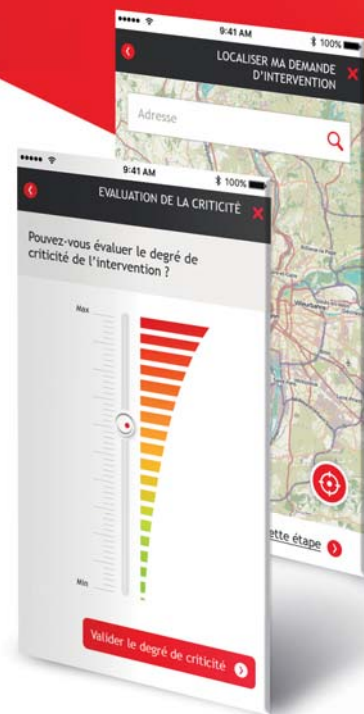 9:41 AM
100%
LOCALISER MA DEMANDE
D'INTERVENTION
Adresse
Villeurbanne
ette étape
9:41 AM
100%
EVALUATION DE LA CRITICITÉ
Pouvez-vous évaluer le degré de
criticité de l'intervention ?
Max
Min
Valider le degré de criticité